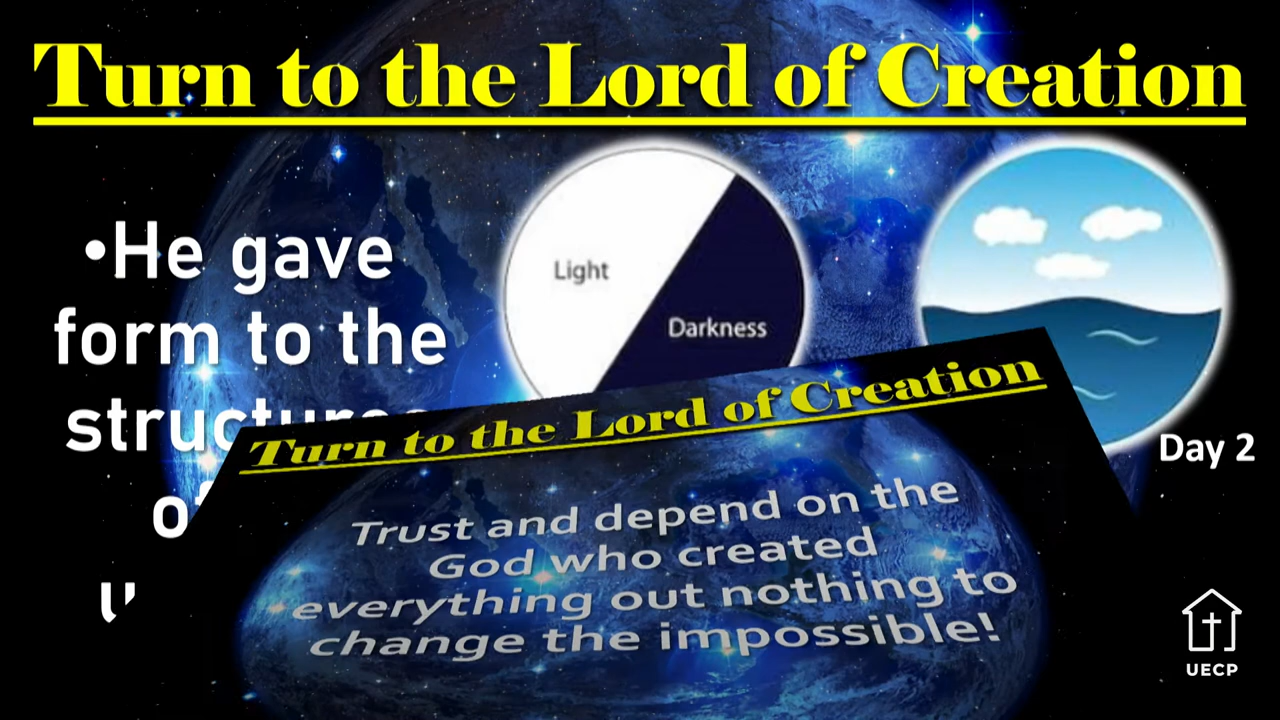 Turn to the Lord of Creation
•He gave
form to the
Light
Darkness
Day 2
Turn to the Lord of Creation
Trust and depend on the
God who created
everything out nothing to
change the impossible!
UECP